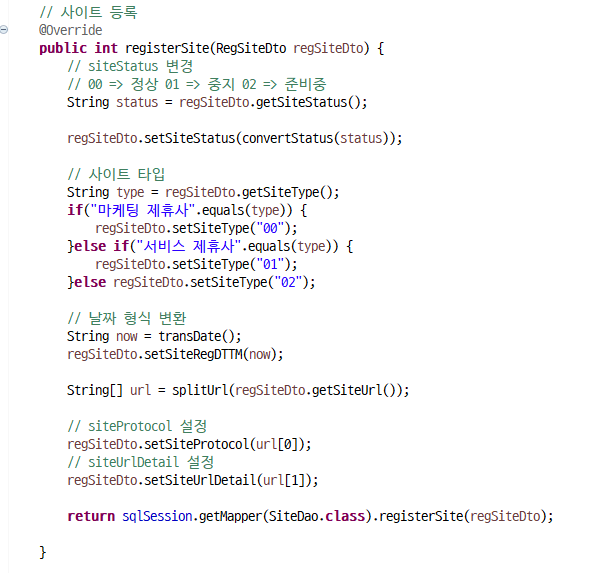 // 사이트 등록
@Override
public int registerSite(RegSiteDto regSiteDto) {
// siteStatus 변경
// 00 => 정상 01 => 중지 02 => 준비중
String status = regSiteDto.getSiteStatus();
regSiteDto.setSiteStatus(convertStatus(status));
// 사이트 타입
String type = regSiteDto.getSiteType();
if("마케팅 제휴사".equals(type)) {
regSiteDto.setSiteType("00");
}else if("서비스 제휴사".equals(type)) {
regSiteDto.setSiteType("01");
}else regSiteDto.setSiteType("02");
// 날짜 형식 변환
String now = transDate();
regSiteDto.setSiteRegDTTM(now);
String[] url = splitUrl(regSiteDto.getSiteUrl());
// siteProtocol 설정
regSiteDto.setSiteProtocol(url[0]);
// siteUrlDetail 설정
regSiteDto.setSiteUrlDetail(url[1]);
return sqlSession.getMapper(SiteDao.class).registerSite(regSiteDto);
}